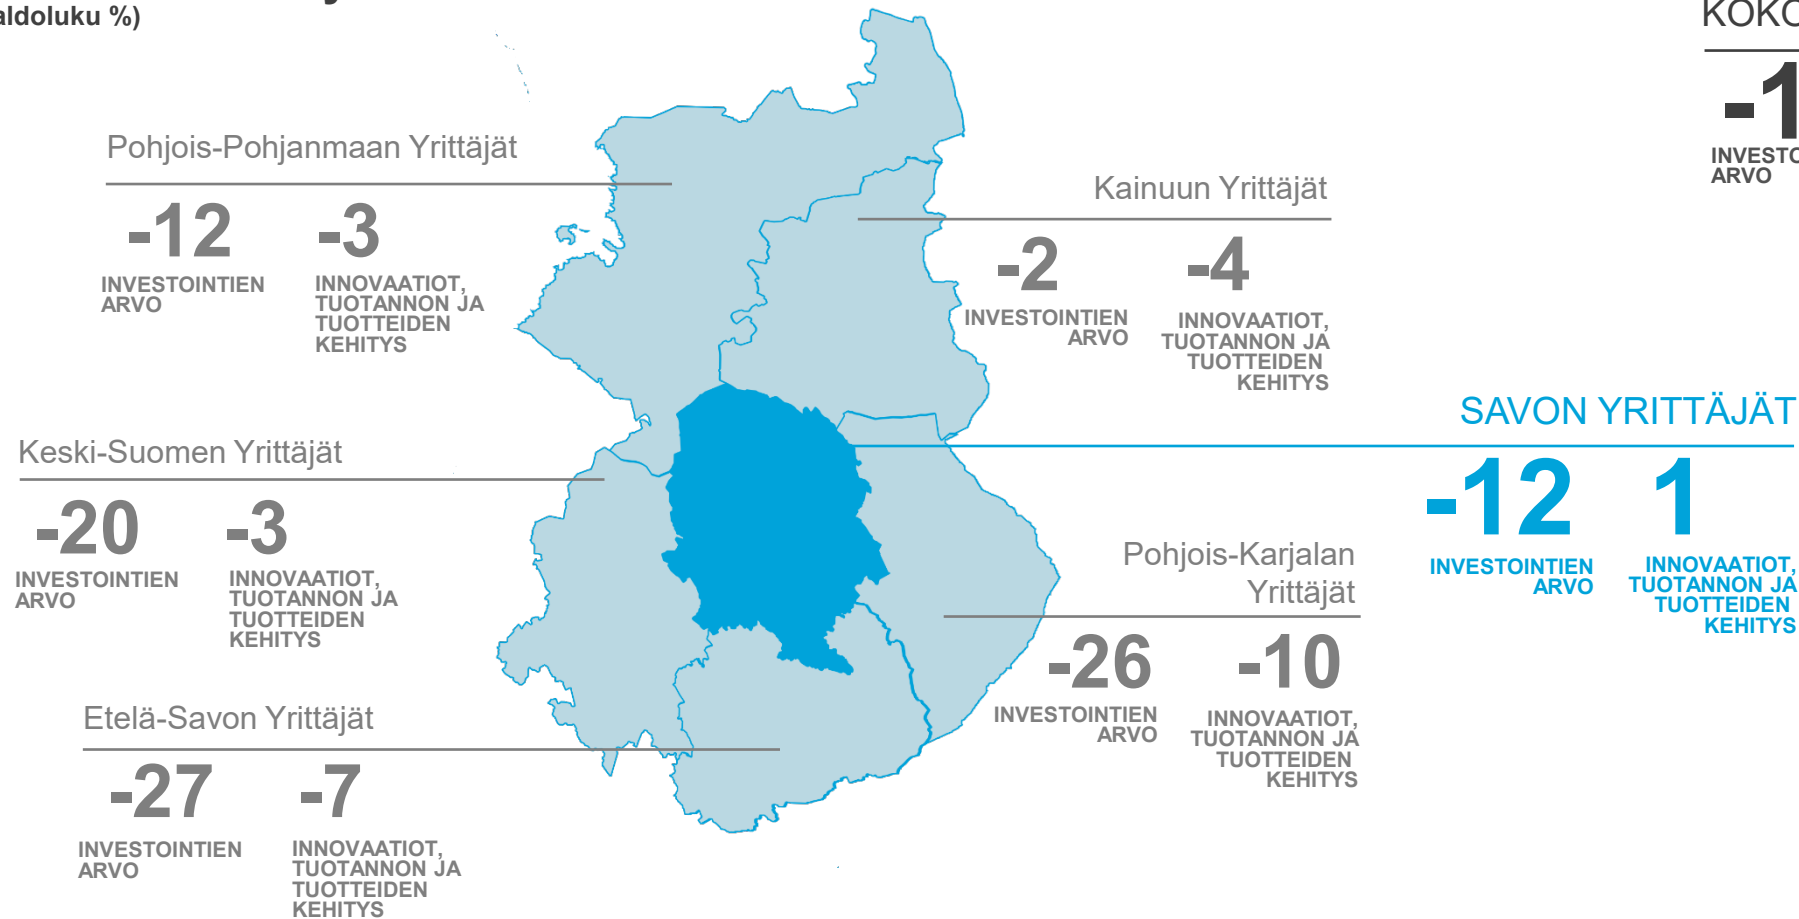 aldoluku %)
Pohjois-Pohjanmaan Yrittäjät
-12
-3
INVESTOINTIEN
ARVO
INNOVAATIOT,
TUOTANNON JA
TUOTTEIDEN
KEHITYS
Kainuun Yrittäjät
-2
-4
INVESTOINTIEN
ARVO
INNOVAATIOT,
TUOTANNON JA
TUOTTEIDEN
KEHITYS
-1
ARVO
SAVON YRITTÄJÄT
-12
1
INVESTOINTIEN
ARVO
INNOVAATIOT,
TUOTANNON JA
TUOTTEIDEN
KEHITYS
Keski-Suomen Yrittäjät
-20
-3
INVESTOINTIEN
ARVO
INNOVAATIOT,
TUOTANNON JA
TUOTTEIDEN
KEHITYS
Pohjois-Karjalan
Yrittäjät
-26
-10
INVESTOINTIEN
ARVO
INNOVAATIOT,
TUOTANNON JA
TUOTTEIDEN
KEHITYS
Etelä-Savon Yrittäjät
-27
-7
INVESTOINTIEN
ARVO
INNOVAATIOT,
TUOTANNON JA
TUOTTEIDEN
KEHITYS